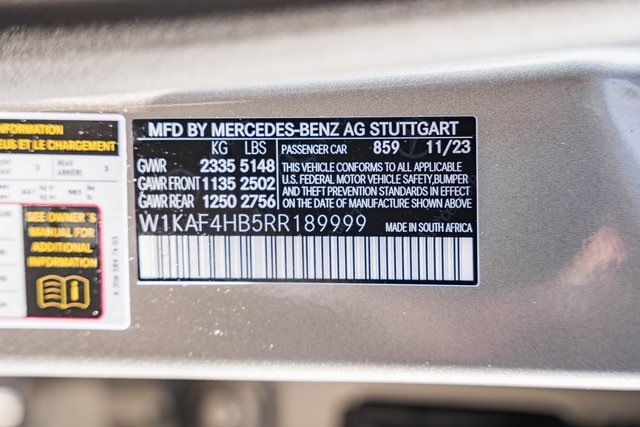 MFD BY MERCEDES-BENZ AG STUTTGART
KG LBS PASSENGER CAR 859 11/23
GVWR 2335 5148
GAWR FRONT 1135 2502
GAWR REAR 1250 2756
THIS VEHICLE CONFORMS TO ALL APPLICABLE
U.S. FEDERAL MOTOR VEHICLE SAFETY,BUMPER
AND THEFT PREVENTION STANDARDS IN EFFECT
ON THE DATE OF MANUFACTURE SHOWN ABOVE
W1KAF4HB5RR189999 MADE IN SOUTH AFRICA
NFORMATION
EUS ET LE CHARGEMENT
SEE OWNER'S
MANUAL FOR
ADDITIONAL
INFORMATION